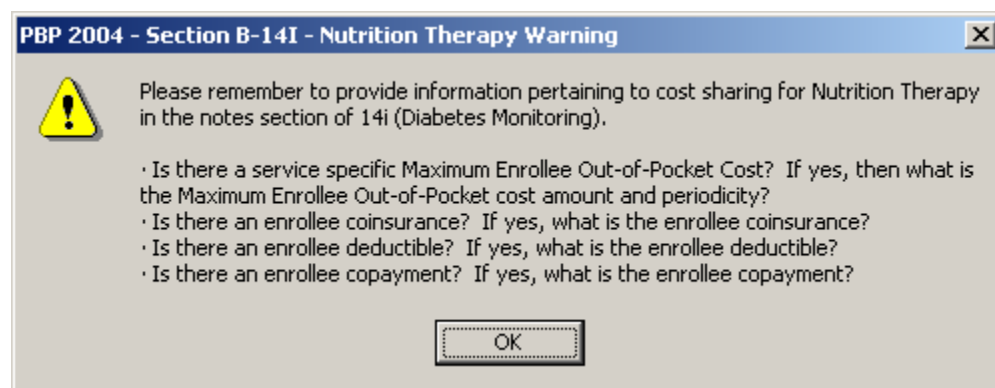 PBP 2004 - Section B-14I - Nutrition Therapy Warning
Please remember to provide information pertaining to cost sharing for Nutrition Therapy
in the notes section of 14i (Diabetes Monitoring).
· Is there a service specific Maximum Enrollee Out-of-Pocket Cost?  If yes, then what is
the Maximum Enrollee Out-of-Pocket cost amount and periodicity?
· Is there an enrollee coinsurance?  If yes, what is the enrollee coinsurance?
· Is there an enrollee deductible?  If yes, what is the enrollee deductible?
· Is there an enrollee copayment?  If yes, what is the enrollee copayment?
OK